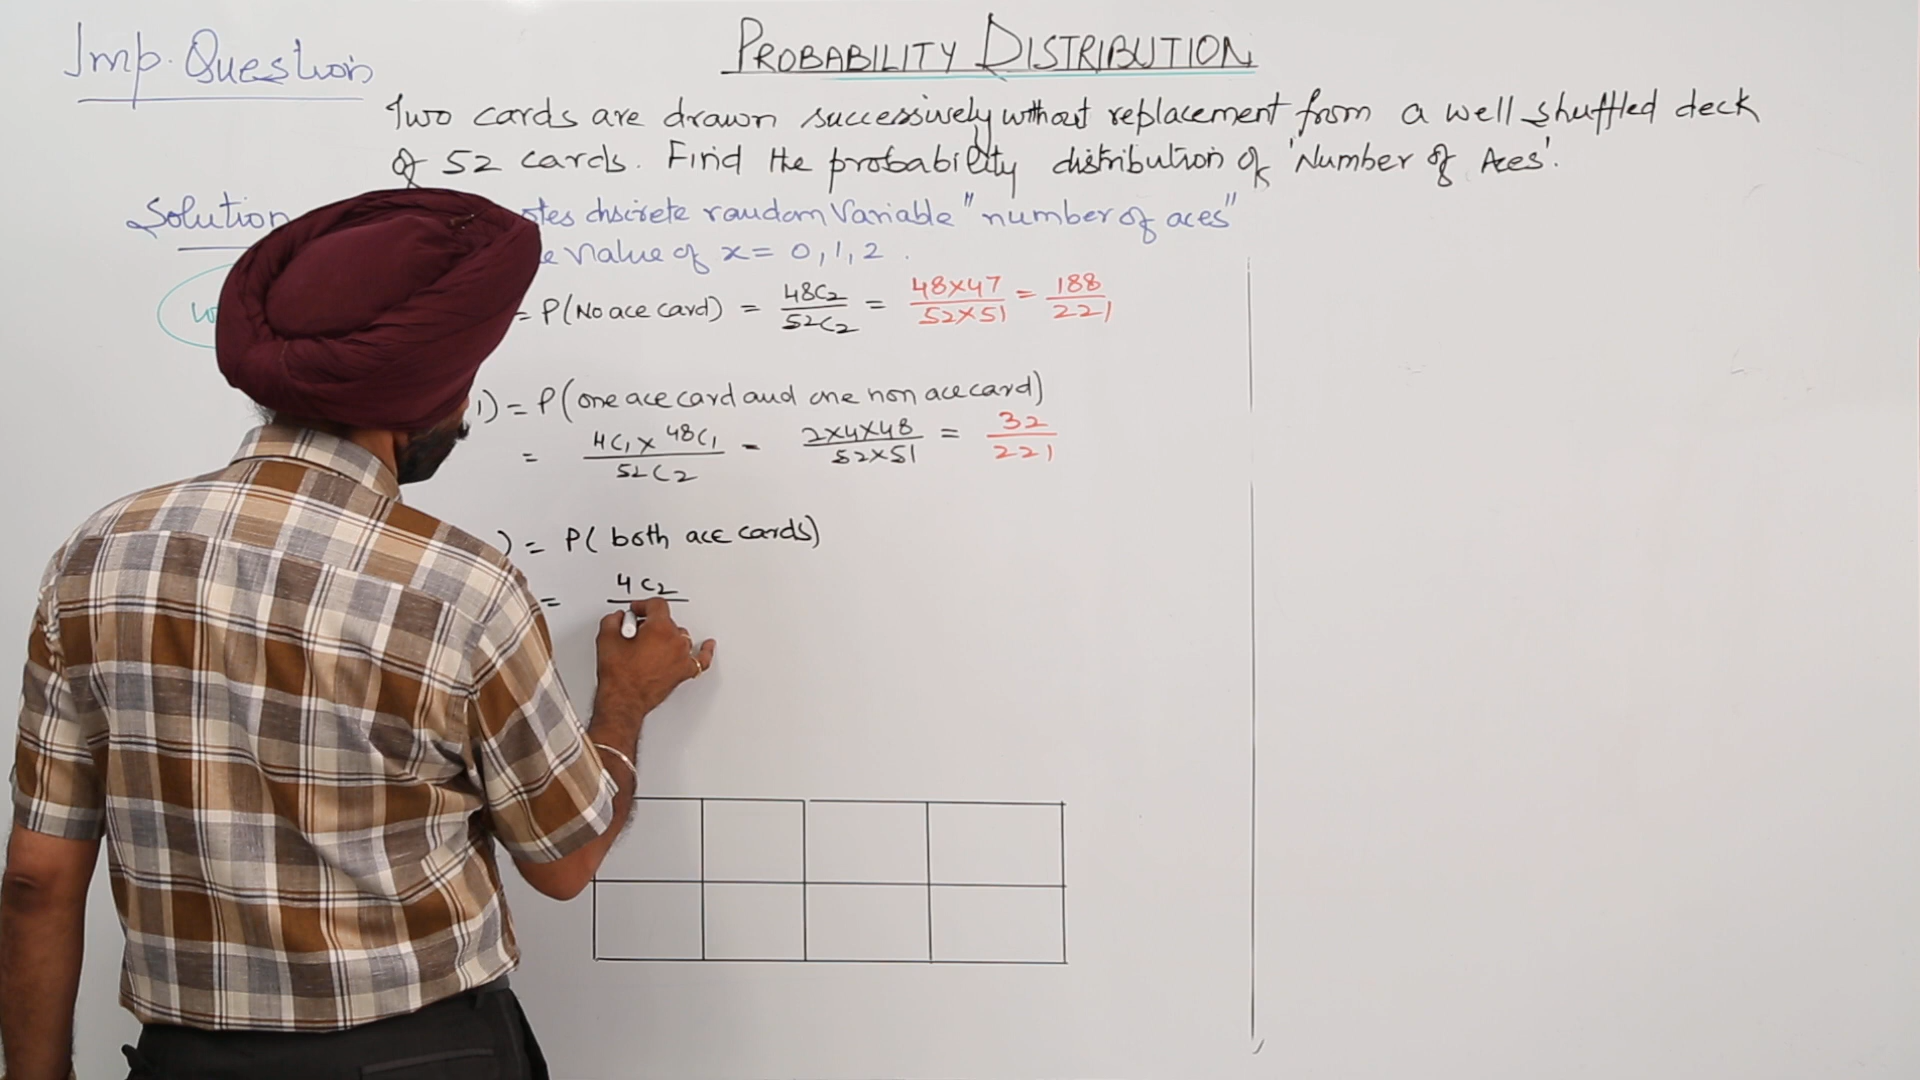 Imp. Question
PROBABILITY DISTRIBUTION
Two cards are drawn successively without replacement from a well shuffled deck
of 52 cards. Find the probability distribution of 'Number of Aces'.
Solution otes discrete random Variable "number of aces"
e Value of x = 0, 1, 2 .
= P(No ace card) = 48C2/52C2 = 48×47/52×51 = 188/221
1) = P(one ace card and one non ace card)
= 4C1 × 48C1/52C2 = 2×4×48/52×51 = 32/221
) = P( both ace cards)
= 4C2